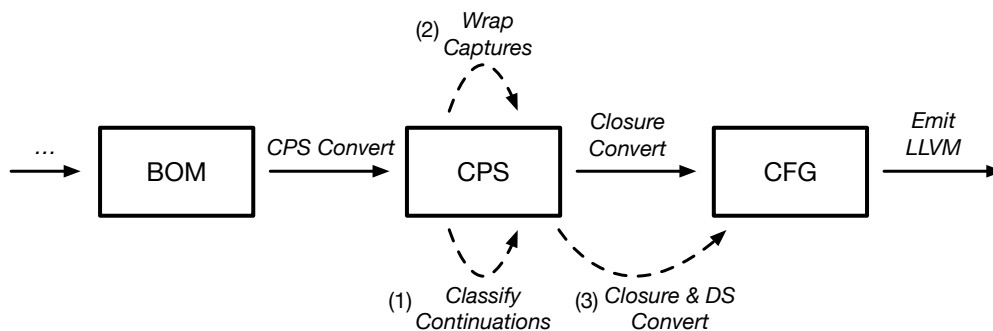 (2) Wrap
Captures
...
BOM
CPS Convert
CPS
Closure
Convert
CFG
Emit
LLVM
(1) Classify
Continuations
(3) Closure & DS
Convert